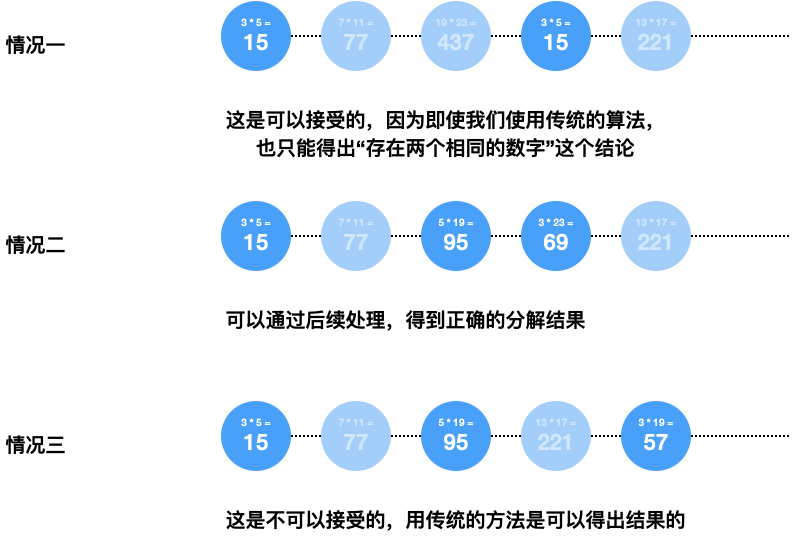 情况一
3 * 5 =
15
7 * 11 =
77
19 * 23 =
437
3 * 5 =
15
13 * 17 =
221
这是可以接受的，因为即使我们使用传统的算法，
也只能得出“存在两个相同的数字”这个结论
情况二
3 * 5 =
15
7 * 11 =
77
5 * 19 =
95
3 * 23 =
69
13 * 17 =
221
可以通过后续处理，得到正确的分解结果
情况三
3 * 5 =
15
7 * 11 =
77
5 * 19 =
95
13 * 17 =
221
3 * 19 =
57
这是不可以接受的，用传统的方法是可以得出结果的